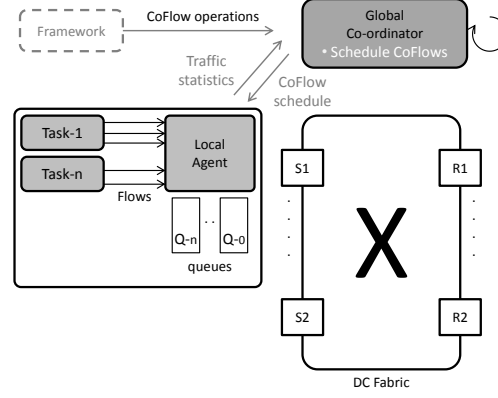 Framework
CoFlow operations
Global
Co-ordinator
• Schedule CoFlows
Traffic
statistics
CoFlow
schedule
Task-1
Task-n
Local
Agent
Flows
Q-n
. .
Q-0
queues
S1
R1
S2
R2
X
DC Fabric